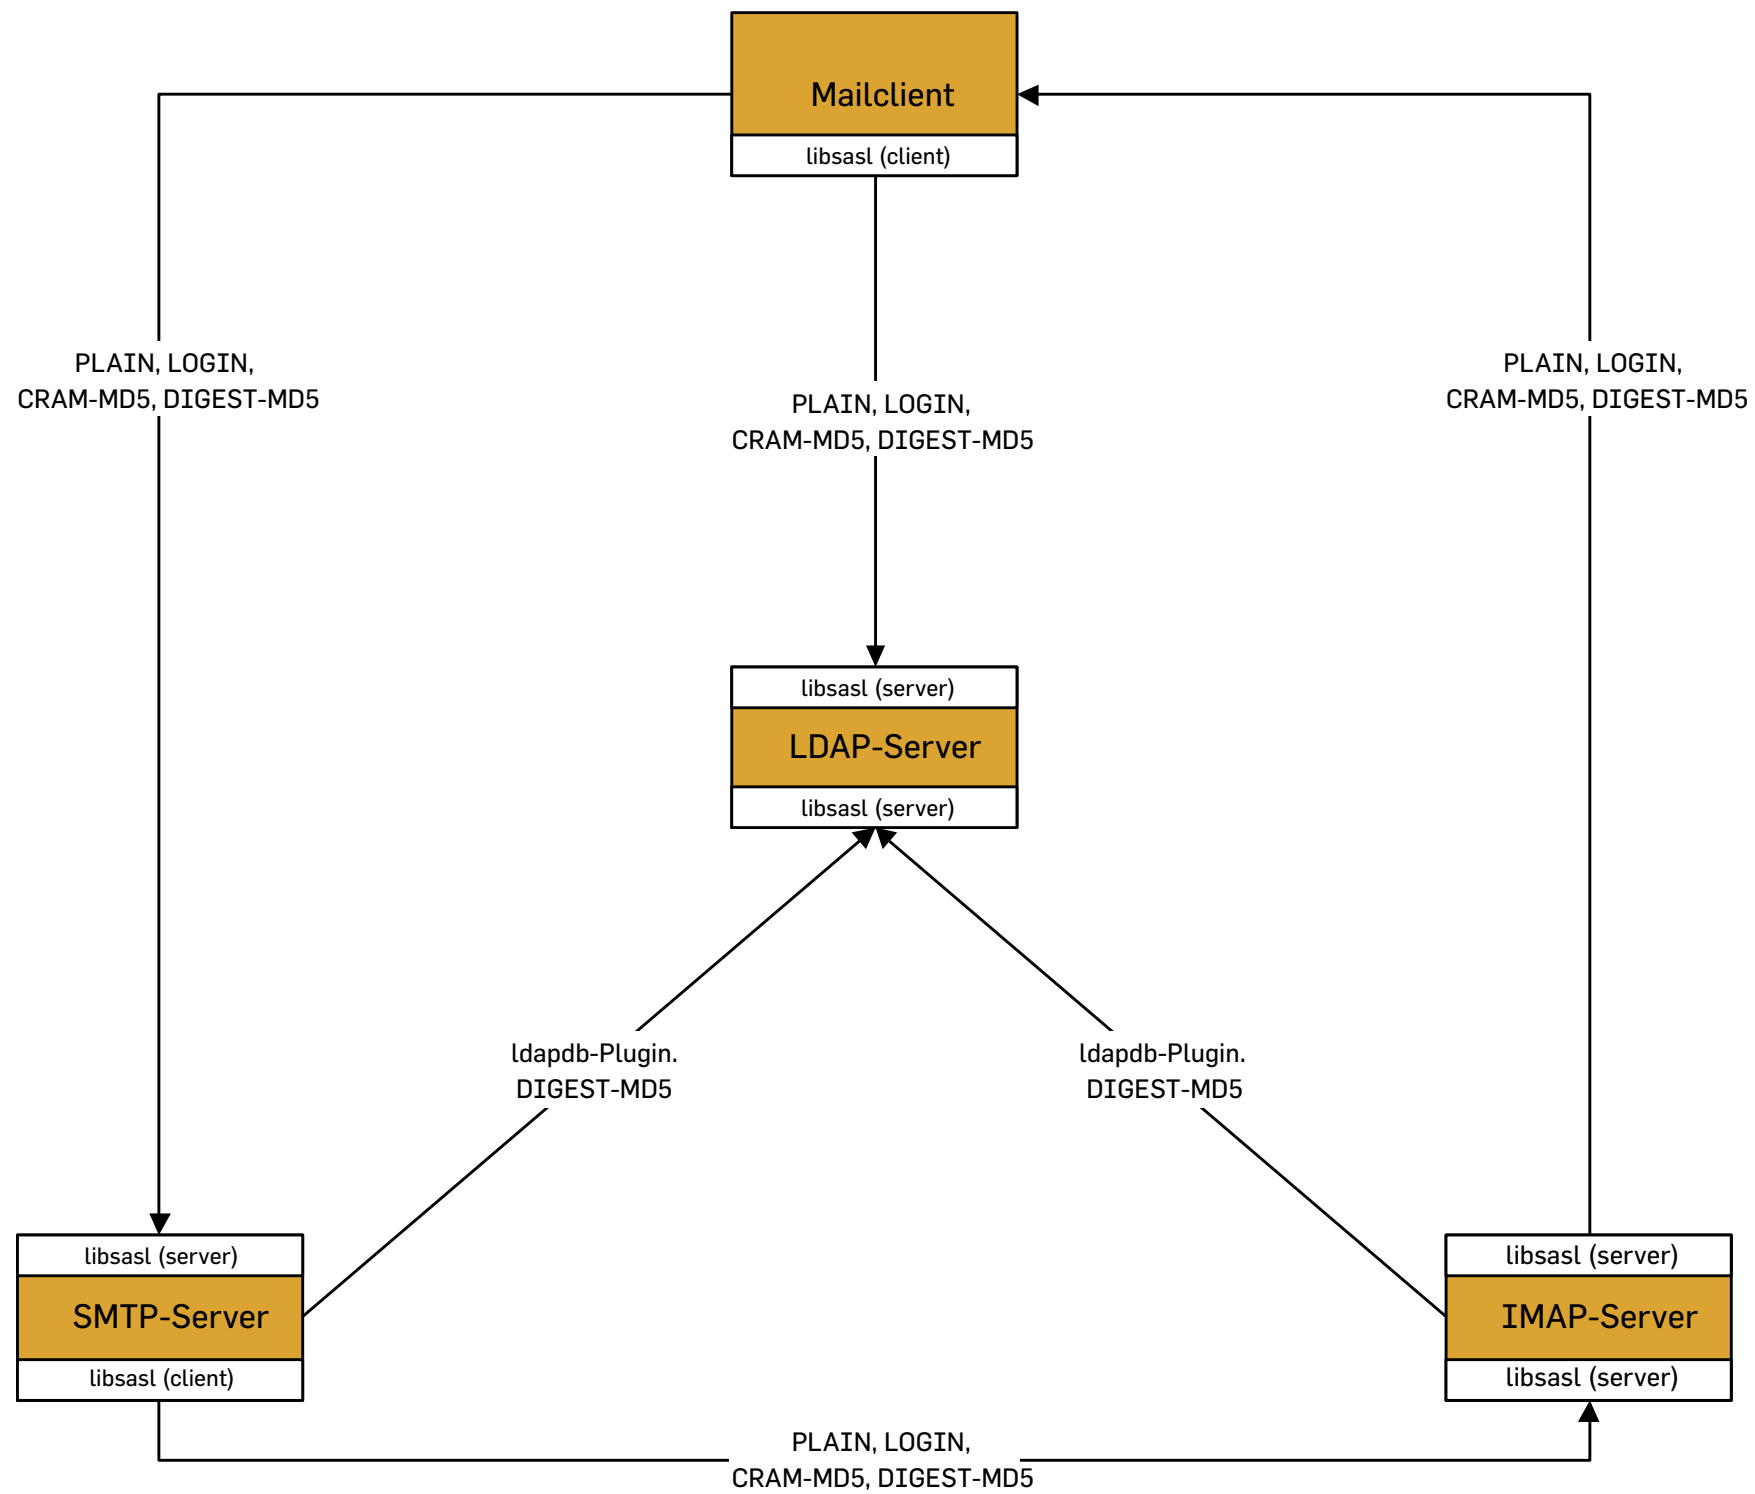 Mailclient
libsasl (client)
PLAIN, LOGIN,
CRAM-MD5, DIGEST-MD5
PLAIN, LOGIN,
CRAM-MD5, DIGEST-MD5
PLAIN, LOGIN,
CRAM-MD5, DIGEST-MD5
libsasl (server)
LDAP-Server
libsasl (server)
ldapdb-Plugin.
DIGEST-MD5
ldapdb-Plugin.
DIGEST-MD5
libsasl (server)
SMTP-Server
libsasl (client)
libsasl (server)
IMAP-Server
libsasl (server)
PLAIN, LOGIN,
CRAM-MD5, DIGEST-MD5